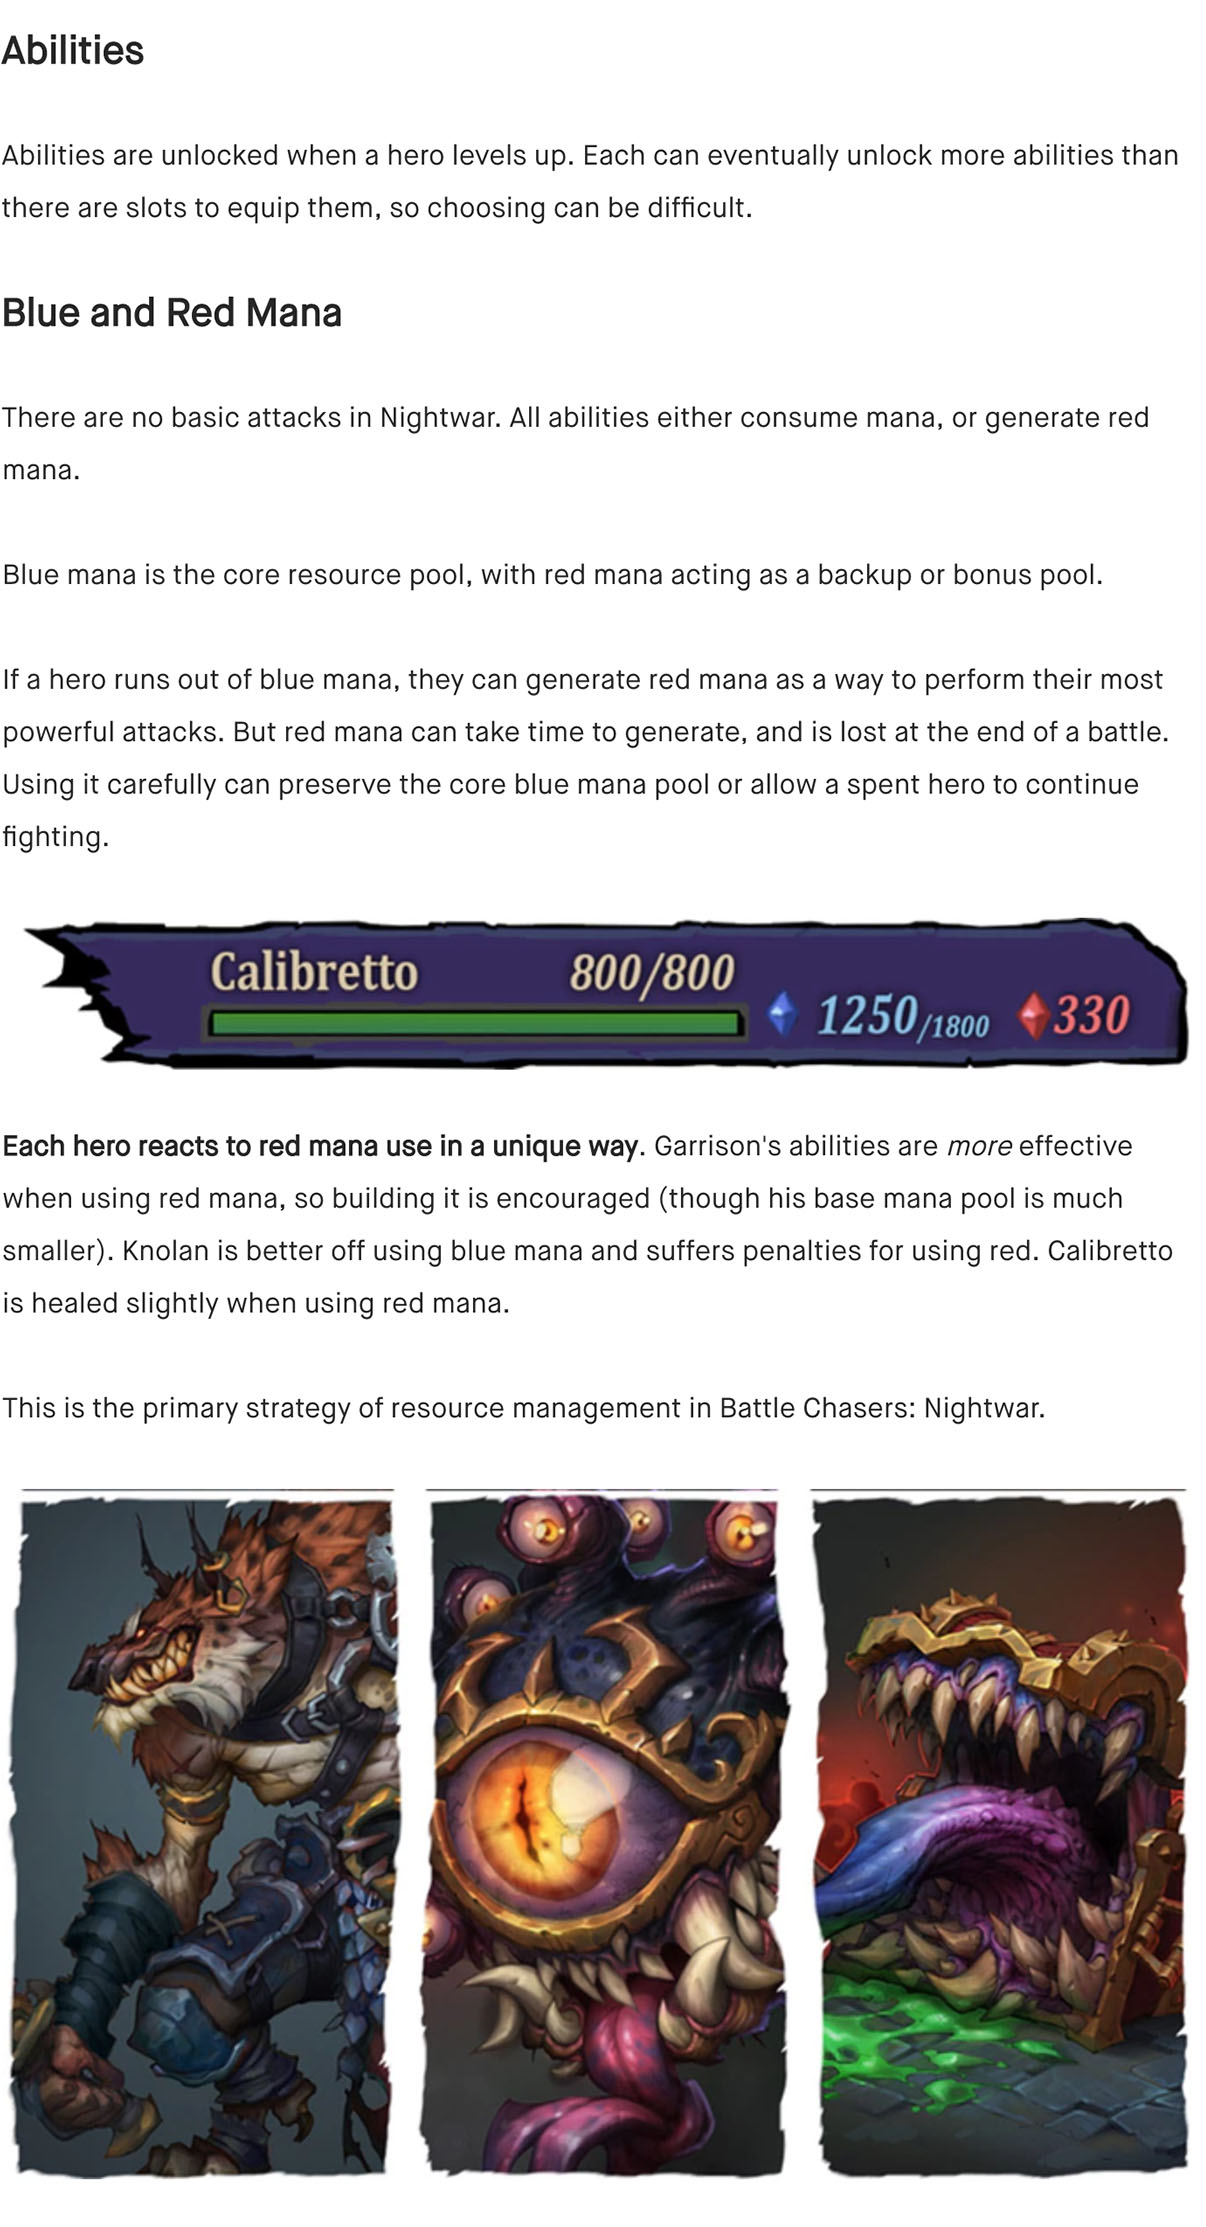 Abilities
Abilities are unlocked when a hero levels up. Each can eventually unlock more abilities than
there are slots to equip them, so choosing can be difficult.
Blue and Red Mana
There are no basic attacks in Nightwar. All abilities either consume mana, or generate red
mana.
Blue mana is the core resource pool, with red mana acting as a backup or bonus pool.
If a hero runs out of blue mana, they can generate red mana as a way to perform their most
powerful attacks. But red mana can take time to generate, and is lost at the end of a battle.
Using it carefully can preserve the core blue mana pool or allow a spent hero to continue
fighting.
Calibretto 800/800
1250/1800 330
Each hero reacts to red mana use in a unique way. Garrison's abilities are more effective
when using red mana, so building it is encouraged (though his base mana pool is much
smaller). Knolan is better off using blue mana and suffers penalties for using red. Calibretto
is healed slightly when using red mana.
This is the primary strategy of resource management in Battle Chasers: Nightwar.